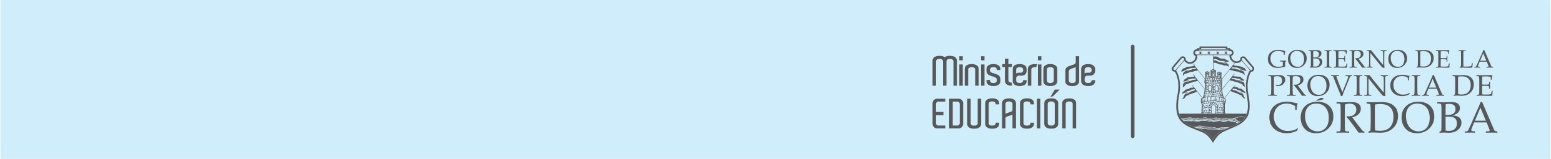 Ministerio de
EDUCACIÓN
GOBIERNO DE LA
PROVINCIA DE
CÓRDOBA